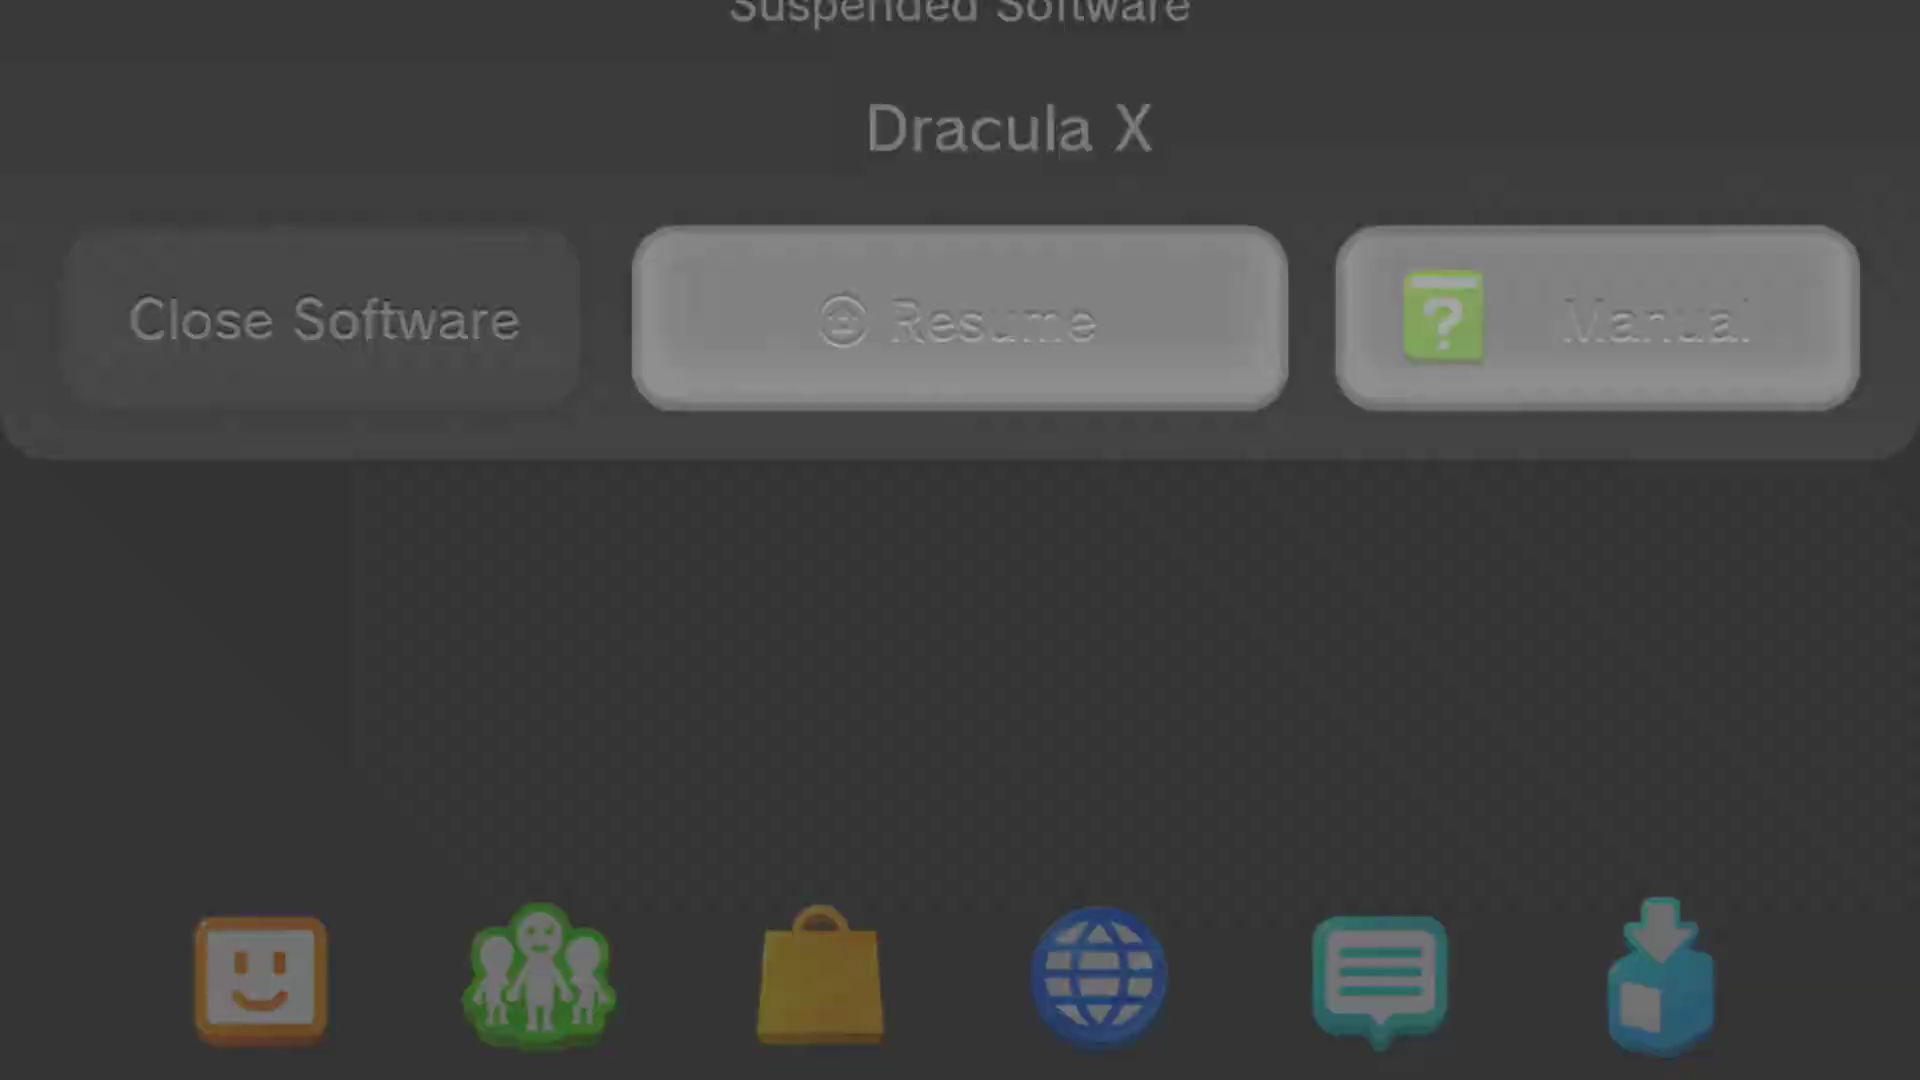 Suspended Software
Dracula X
Close Software
Resume
? Manual